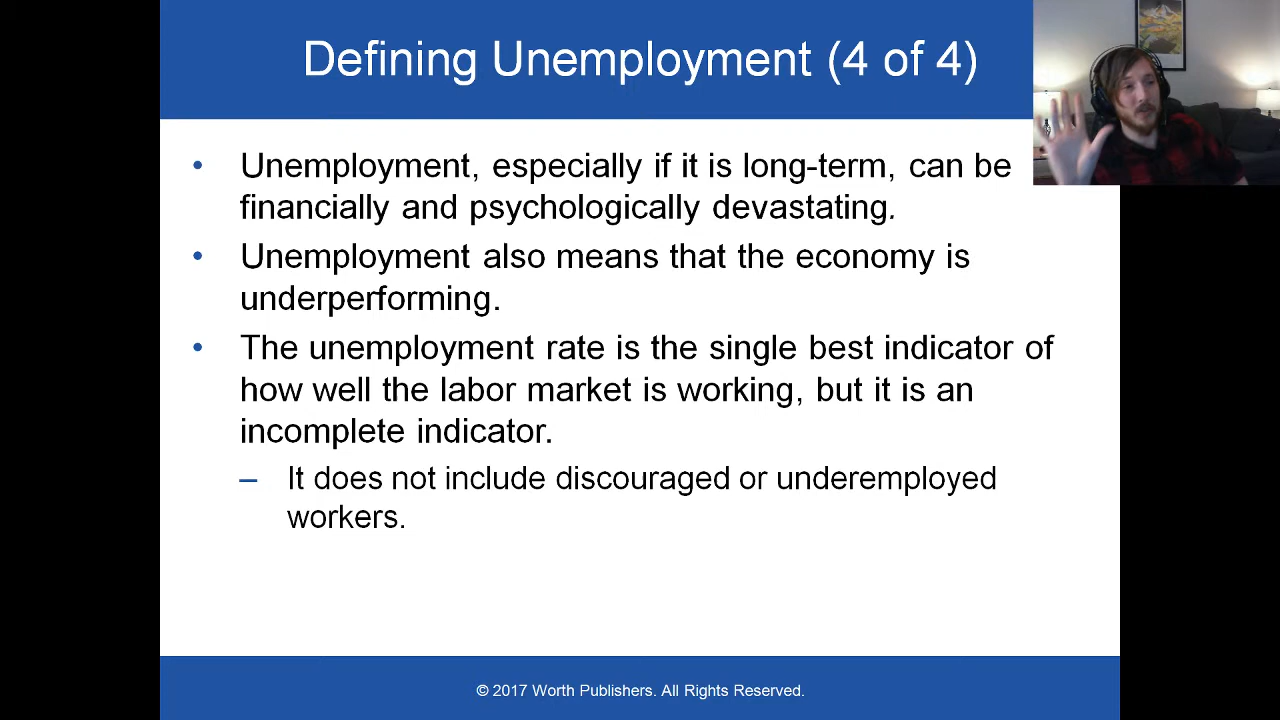 Defining Unemployment (4 of 4)
• Unemployment, especially if it is long-term, can be
financially and psychologically devastating.
• Unemployment also means that the economy is
underperforming.
• The unemployment rate is the single best indicator of
how well the labor market is working, but it is an
incomplete indicator.
– It does not include discouraged or underemployed
workers.
© 2017 Worth Publishers. All Rights Reserved.